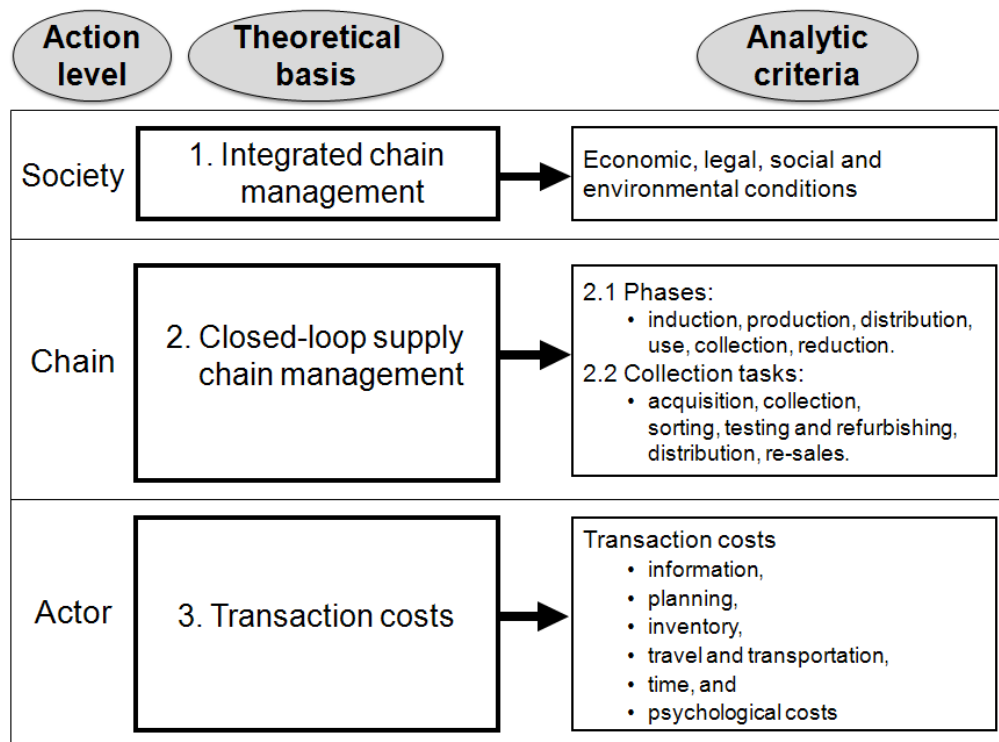 Action
level
Theoretical
basis
Analytic
criteria
Society
1. Integrated chain
management
Economic, legal, social and
environmental conditions
Chain
2. Closed-loop supply
chain management
2.1 Phases:
• induction, production, distribution,
use, collection, reduction.
2.2 Collection tasks:
• acquisition, collection,
sorting, testing and refurbishing,
distribution, re-sales.
Actor
3. Transaction costs
Transaction costs
• information,
• planning,
• inventory,
• travel and transportation,
• time, and
• psychological costs